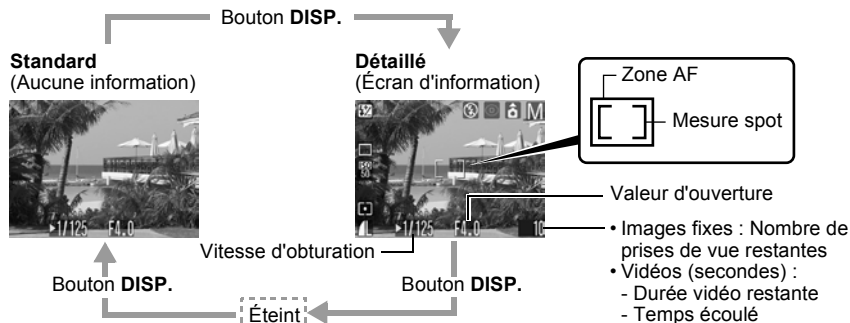 Bouton DISP.
Standard
(Aucune information)
Détaillé
(Écran d'information)
Zone AF
Mesure spot
M
ISO
50
▸1/125 F4.0
▸1/125 F4.0 10
Valeur d'ouverture
Vitesse d'obturation
• Images fixes : Nombre de
prises de vue restantes
• Vidéos (secondes) :
- Durée vidéo restante
- Temps écoulé
Bouton DISP.
Bouton DISP.
Éteint